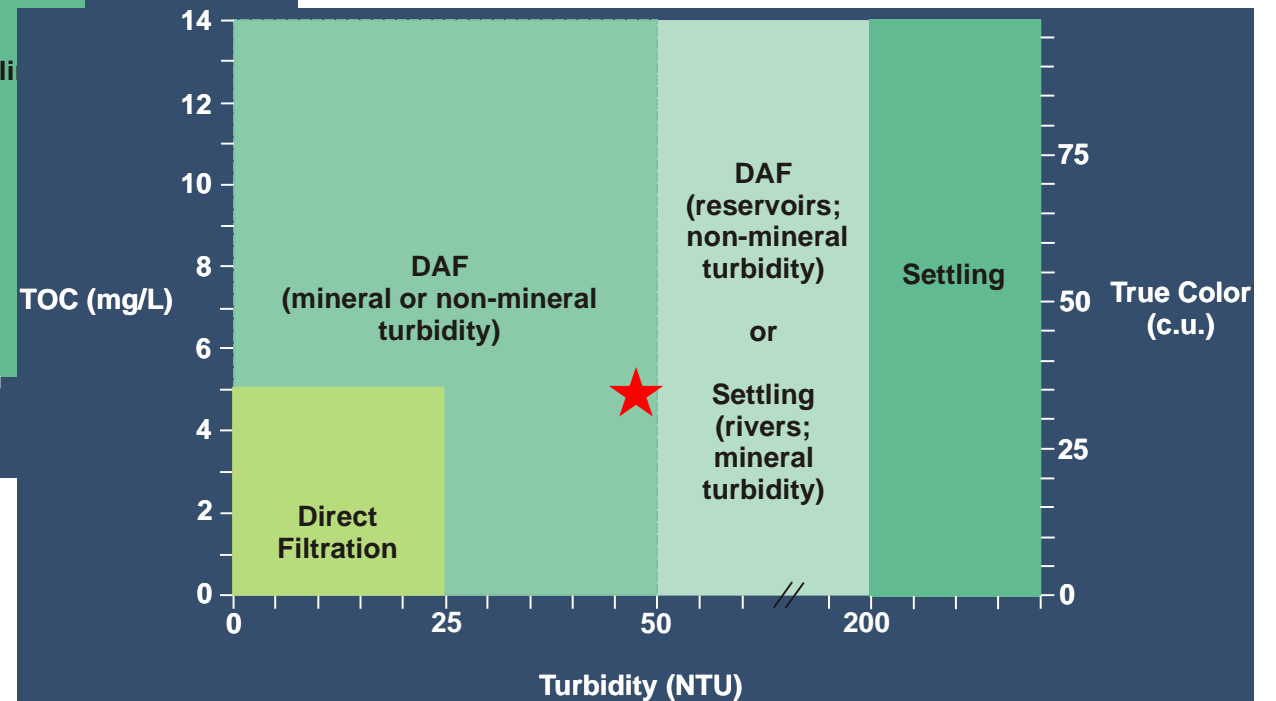 14
12
10
8
6
4
2
0
TOC (mg/L)
DAF
(mineral or non-mineral
turbidity)
Direct
Filtration
DAF
(reservoirs;
non-mineral
turbidity)
or
Settling
(rivers;
mineral
turbidity)
Settling
75
50
25
0
True Color
(c.u.)
0
25
50
200
Turbidity (NTU)